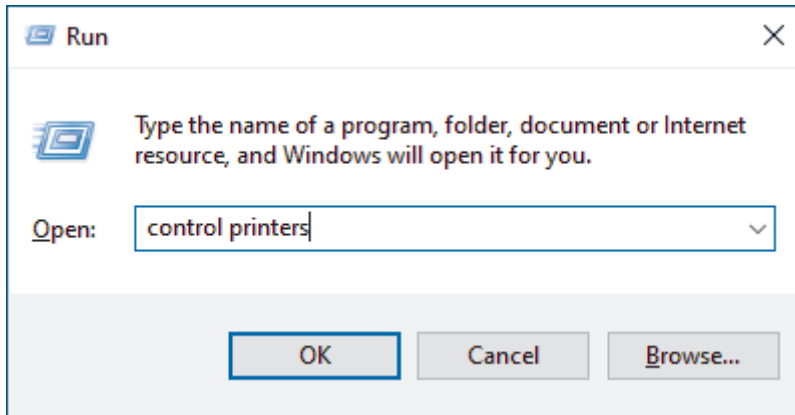 Run
Type the name of a program, folder, document or Internet
resource, and Windows will open it for you.
Open: control printers
OK Cancel Browse...